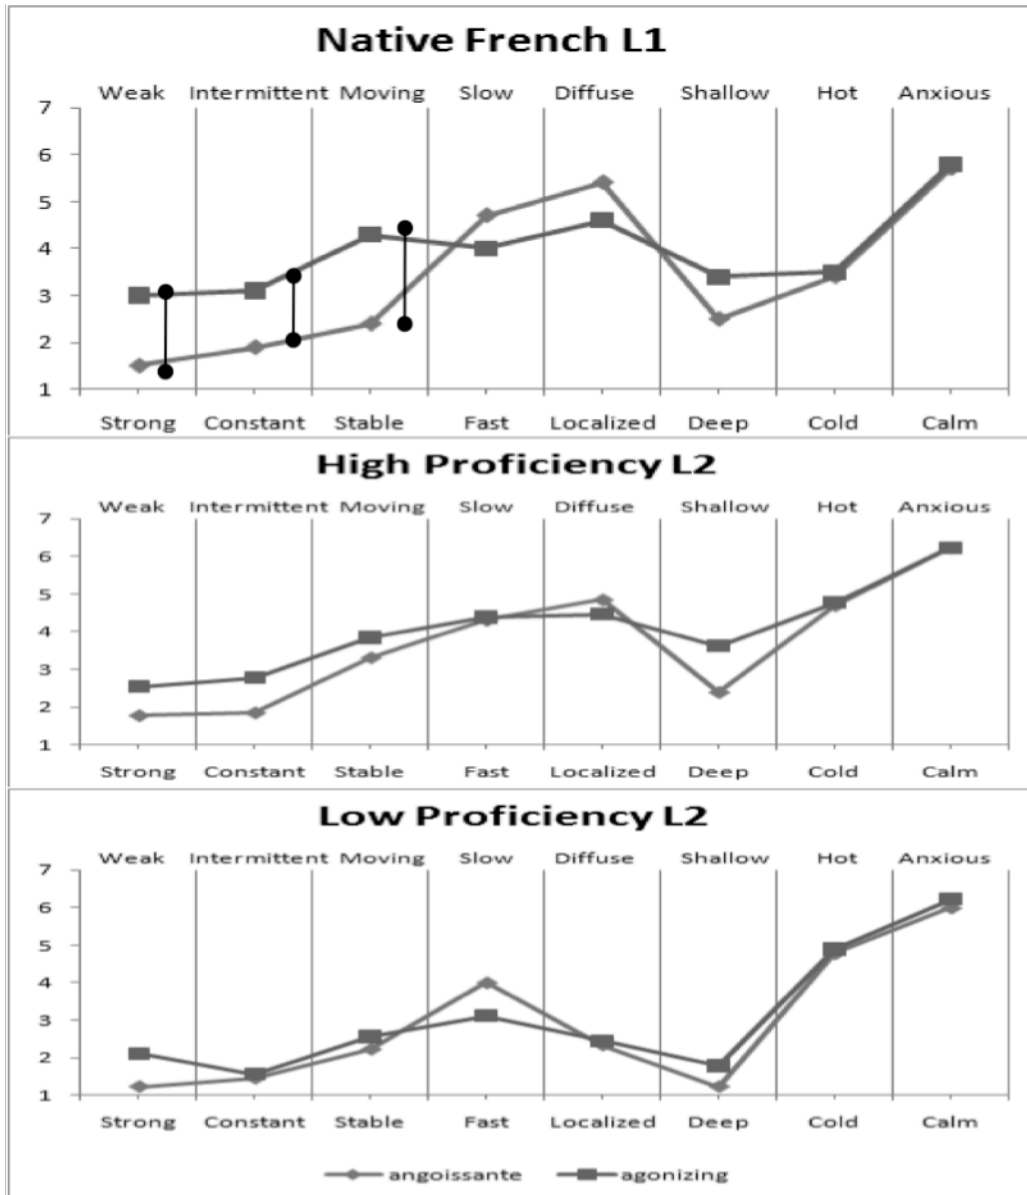 Native French L1
Weak Intermittent Moving Slow Diffuse Shallow Hot Anxious
7
6
5
4
3
2
1
Strong Constant Stable Fast Localized Deep Cold Calm
High Proficiency L2
Weak Intermittent Moving Slow Diffuse Shallow Hot Anxious
7
6
5
4
3
2
1
Strong Constant Stable Fast Localized Deep Cold Calm
Low Proficiency L2
Weak Intermittent Moving Slow Diffuse Shallow Hot Anxious
7
6
5
4
3
2
1
Strong Constant Stable Fast Localized Deep Cold Calm
angoissante agonizing